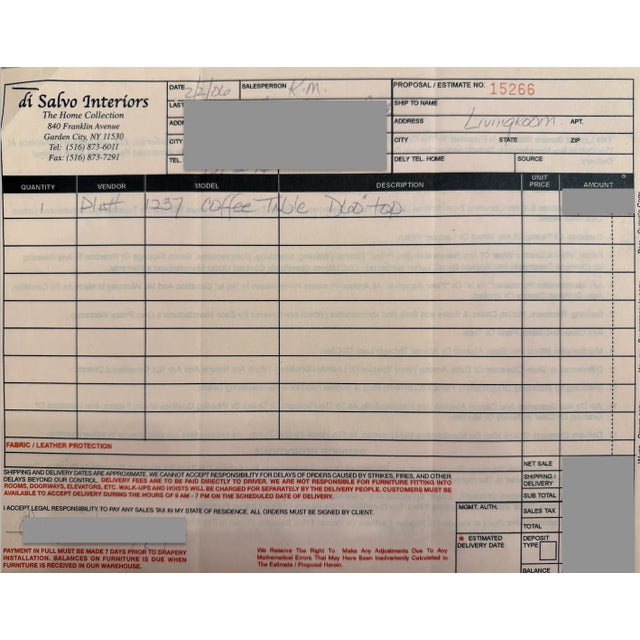 di Salvo Interiors
The Home Collection
840 Franklin Avenue
Garden City, NY 11530
Tel: (516) 873-6011
Fax: (516) 873-7291
DATE 2/2/06 SALESPERSON K.M.
LAST
ADDR
CITY
TEL.
PROPOSAL / ESTIMATE NO. 15266
SHIP TO NAME
ADDRESS Livingroom APT.
CITY STATE ZIP
DELY TEL. HOME SOURCE
QUANTITY VENDOR MODEL DESCRIPTION UNIT PRICE AMOUNT
1 Platt 1237 Coffee Table top
FABRIC / LEATHER PROTECTION
SHIPPING AND DELIVERY DATES ARE APPROXIMATE. WE CANNOT ACCEPT RESPONSIBILITY FOR DELAYS OF ORDERS CAUSED BY STRIKES, FIRES, AND OTHER
DELAYS BEYOND OUR CONTROL. DELIVERY FEES ARE TO BE PAID DIRECTLY TO DRIVER. WE ARE NOT RESPONSIBLE FOR FURNITURE FITTING INTO
ROOMS, DOORWAYS, ELEVATORS, ETC. WALK-UPS AND HOISTS WILL BE CHARGED FOR SEPARATELY BY THE DELIVERY PEOPLE. CUSTOMERS MUST BE
AVAILABLE TO ACCEPT DELIVERY DURING THE HOURS OF 9 AM - 7 PM ON THE SCHEDULED DATE OF DELIVERY.
I ACCEPT LEGAL RESPONSIBILITY TO PAY ANY SALES TAX IN MY STATE OF RESIDENCE. ALL ORDERS MUST BE SIGNED BY CLIENT.
PAYMENT IN FULL MUST BE MADE 7 DAYS PRIOR TO DRAPERY
INSTALLATION. BALANCES ON FURNITURE IS DUE WHEN
FURNITURE IS RECEIVED IN OUR WAREHOUSE.
We Reserve The Right To Make Any Adjustments Due To Any
Mathematical Errors That May Have Been Inadvertently Calculated In
The Estimate / Proposal Herein.
MGMT. AUTH.
* ESTIMATED
DELIVERY DATE
NET SALE
SHIPPING /
DELIVERY
SUB TOTAL
SALES TAX
TOTAL
DEPOSIT
TYPE
BALANCE